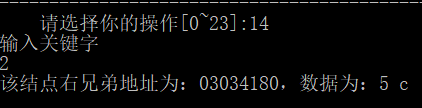 请选择你的操作[0~23]:14
输入关键字
2
该结点右兄弟地址为: 03034180, 数据为: 5 c